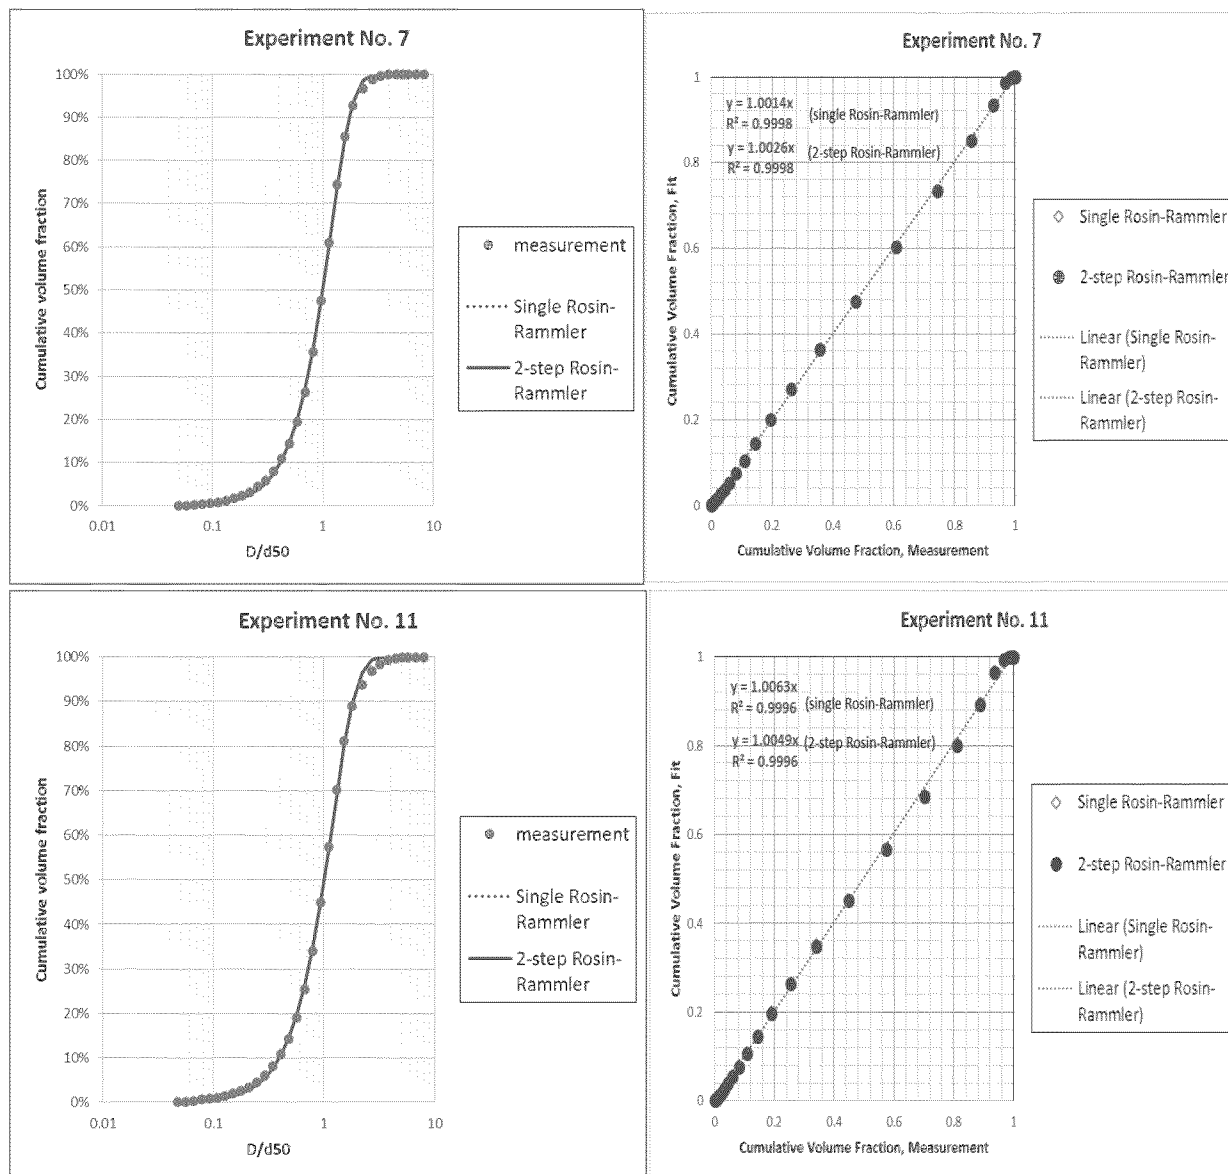 Experiment No. 7
100%
90%
80%
70%
60%
50%
40%
30%
20%
10%
0%
0.01
0.1
1
10
Cumulative volume fraction
D/d50
measurement
Single Rosin-
Rammler
2-step Rosin-
Rammler
Experiment No. 7
1
0.8
0.6
0.4
0.2
0
0
0.2
0.4
0.6
0.8
1
y = 1.0014x
R² = 0.9998
(single Rosin-Rammler)
y = 1.0026x
R² = 0.9998
(2-step Rosin-Rammler)
Cumulative Volume Fraction, Fit
Cumulative Volume Fraction, Measurement
Single Rosin-Rammler
2-step Rosin-Rammler
Linear (Single Rosin-
Rammler)
Linear (2-step Rosin-
Rammler)
Experiment No. 11
100%
90%
80%
70%
60%
50%
40%
30%
20%
10%
0%
0.01
0.1
1
10
Cumulative volume fraction
D/d50
measurement
Single Rosin-
Rammler
2-step Rosin-
Rammler
Experiment No. 11
1
0.8
0.6
0.4
0.2
0
0
0.2
0.4
0.6
0.8
1
y = 1.0063x
R² = 0.9996
(single Rosin-Rammler)
y = 1.0049x
R² = 0.9996
(2-step Rosin-Rammler)
Cumulative Volume Fraction, Fit
Cumulative Volume Fraction, Measurement
Single Rosin-Rammler
2-step Rosin-Rammler
Linear (Single Rosin-
Rammler)
Linear (2-step Rosin-
Rammler)